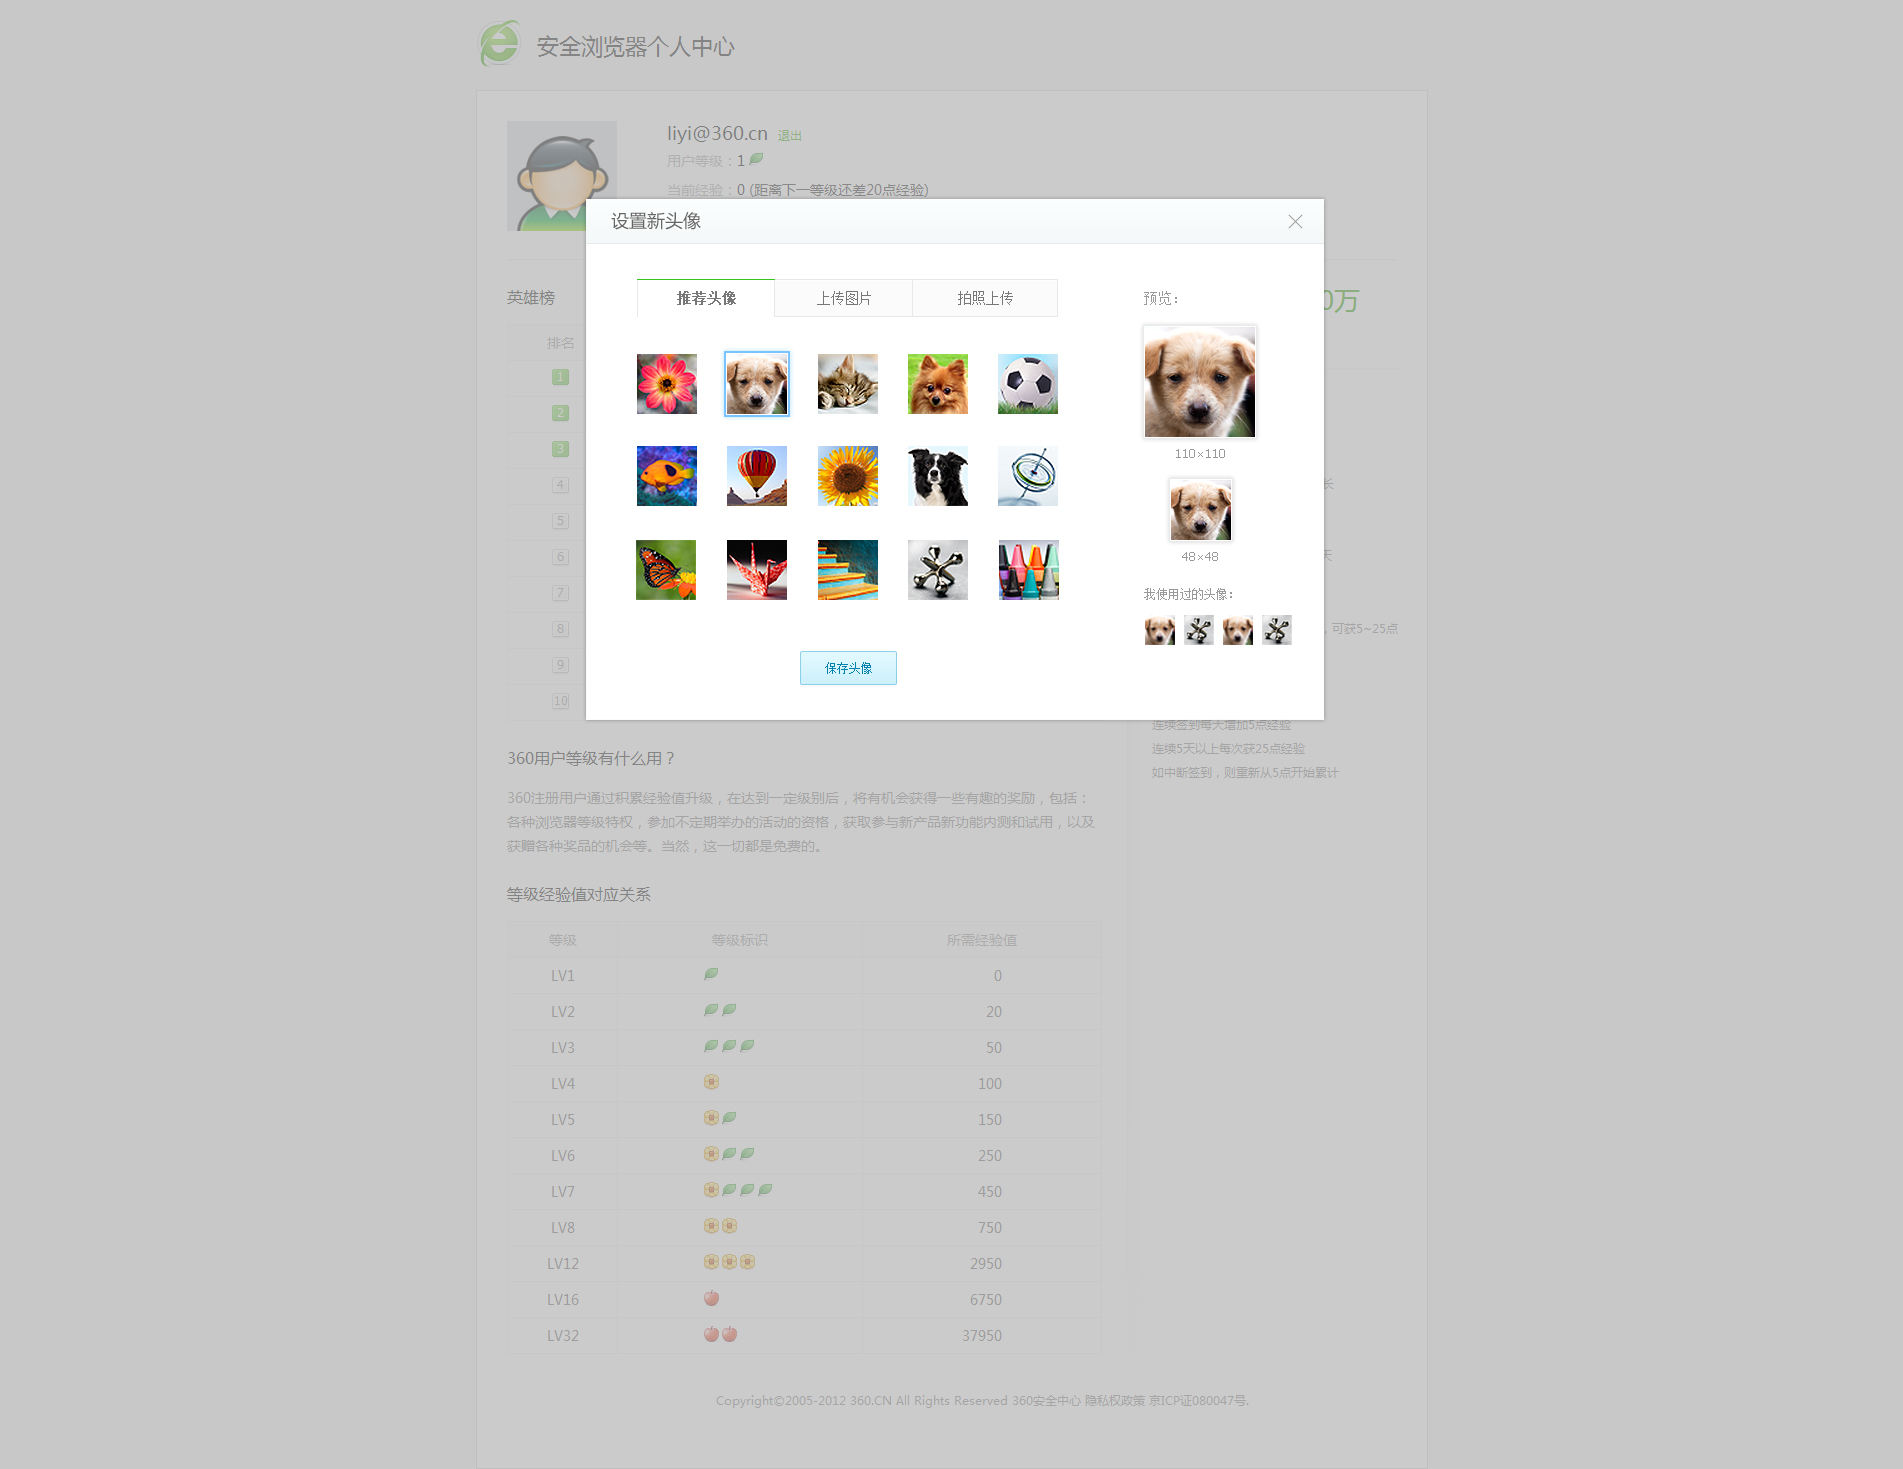 安全浏览器个人中心
liyi@360.cn 退出
用户等级：1
当前经验：0 (距离下一等级还差20点经验)
设置新头像
推荐头像 上传图片 拍照上传
预览：
110×110
48×48
我使用过的头像：
保存头像
英雄榜
0万
排名
1
2
3
4
长
5
6
天
7
8
，可获5~25点
9
10
连续签到每天增加5点经验
连续5天以上每次获25点经验
如中断签到，则重新从5点开始累计
360用户等级有什么用？
360注册用户通过积累经验值升级，在达到一定级别后，将有机会获得一些有趣的奖励，包括：
各种浏览器等级特权，参加不定期举办的活动的资格，获取参与新产品新功能内测和试用，以及
获赠各种奖品的机会等。当然，这一切都是免费的。
等级经验值对应关系
等级 等级标识 所需经验值
LV1 0
LV2 20
LV3 50
LV4 100
LV5 150
LV6 250
LV7 450
LV8 750
LV12 2950
LV16 6750
LV32 37950
Copyright©2005-2012 360.CN All Rights Reserved 360安全中心 隐私权政策 京ICP证080047号.